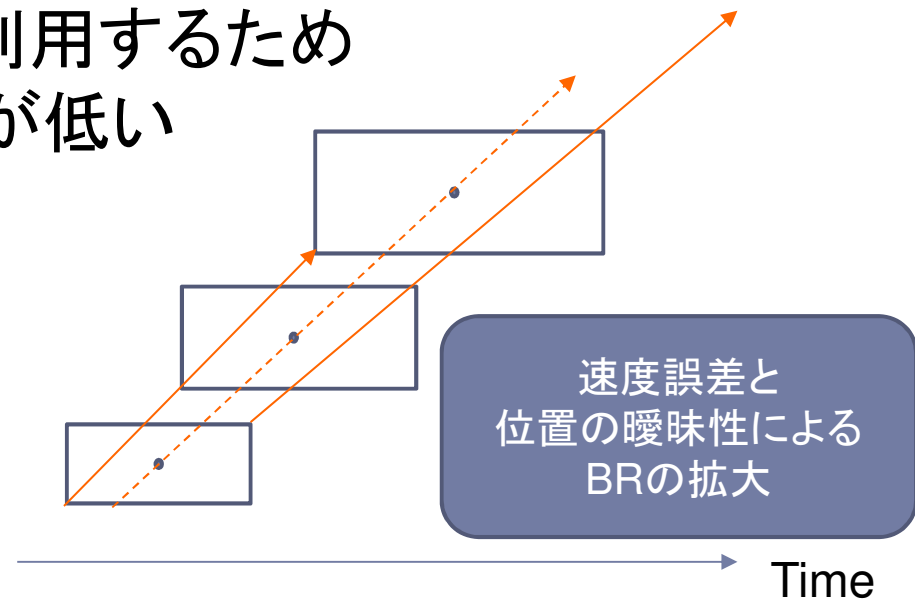 利用するため
が低い
速度誤差と
位置の曖昧性による
BRの拡大
Time